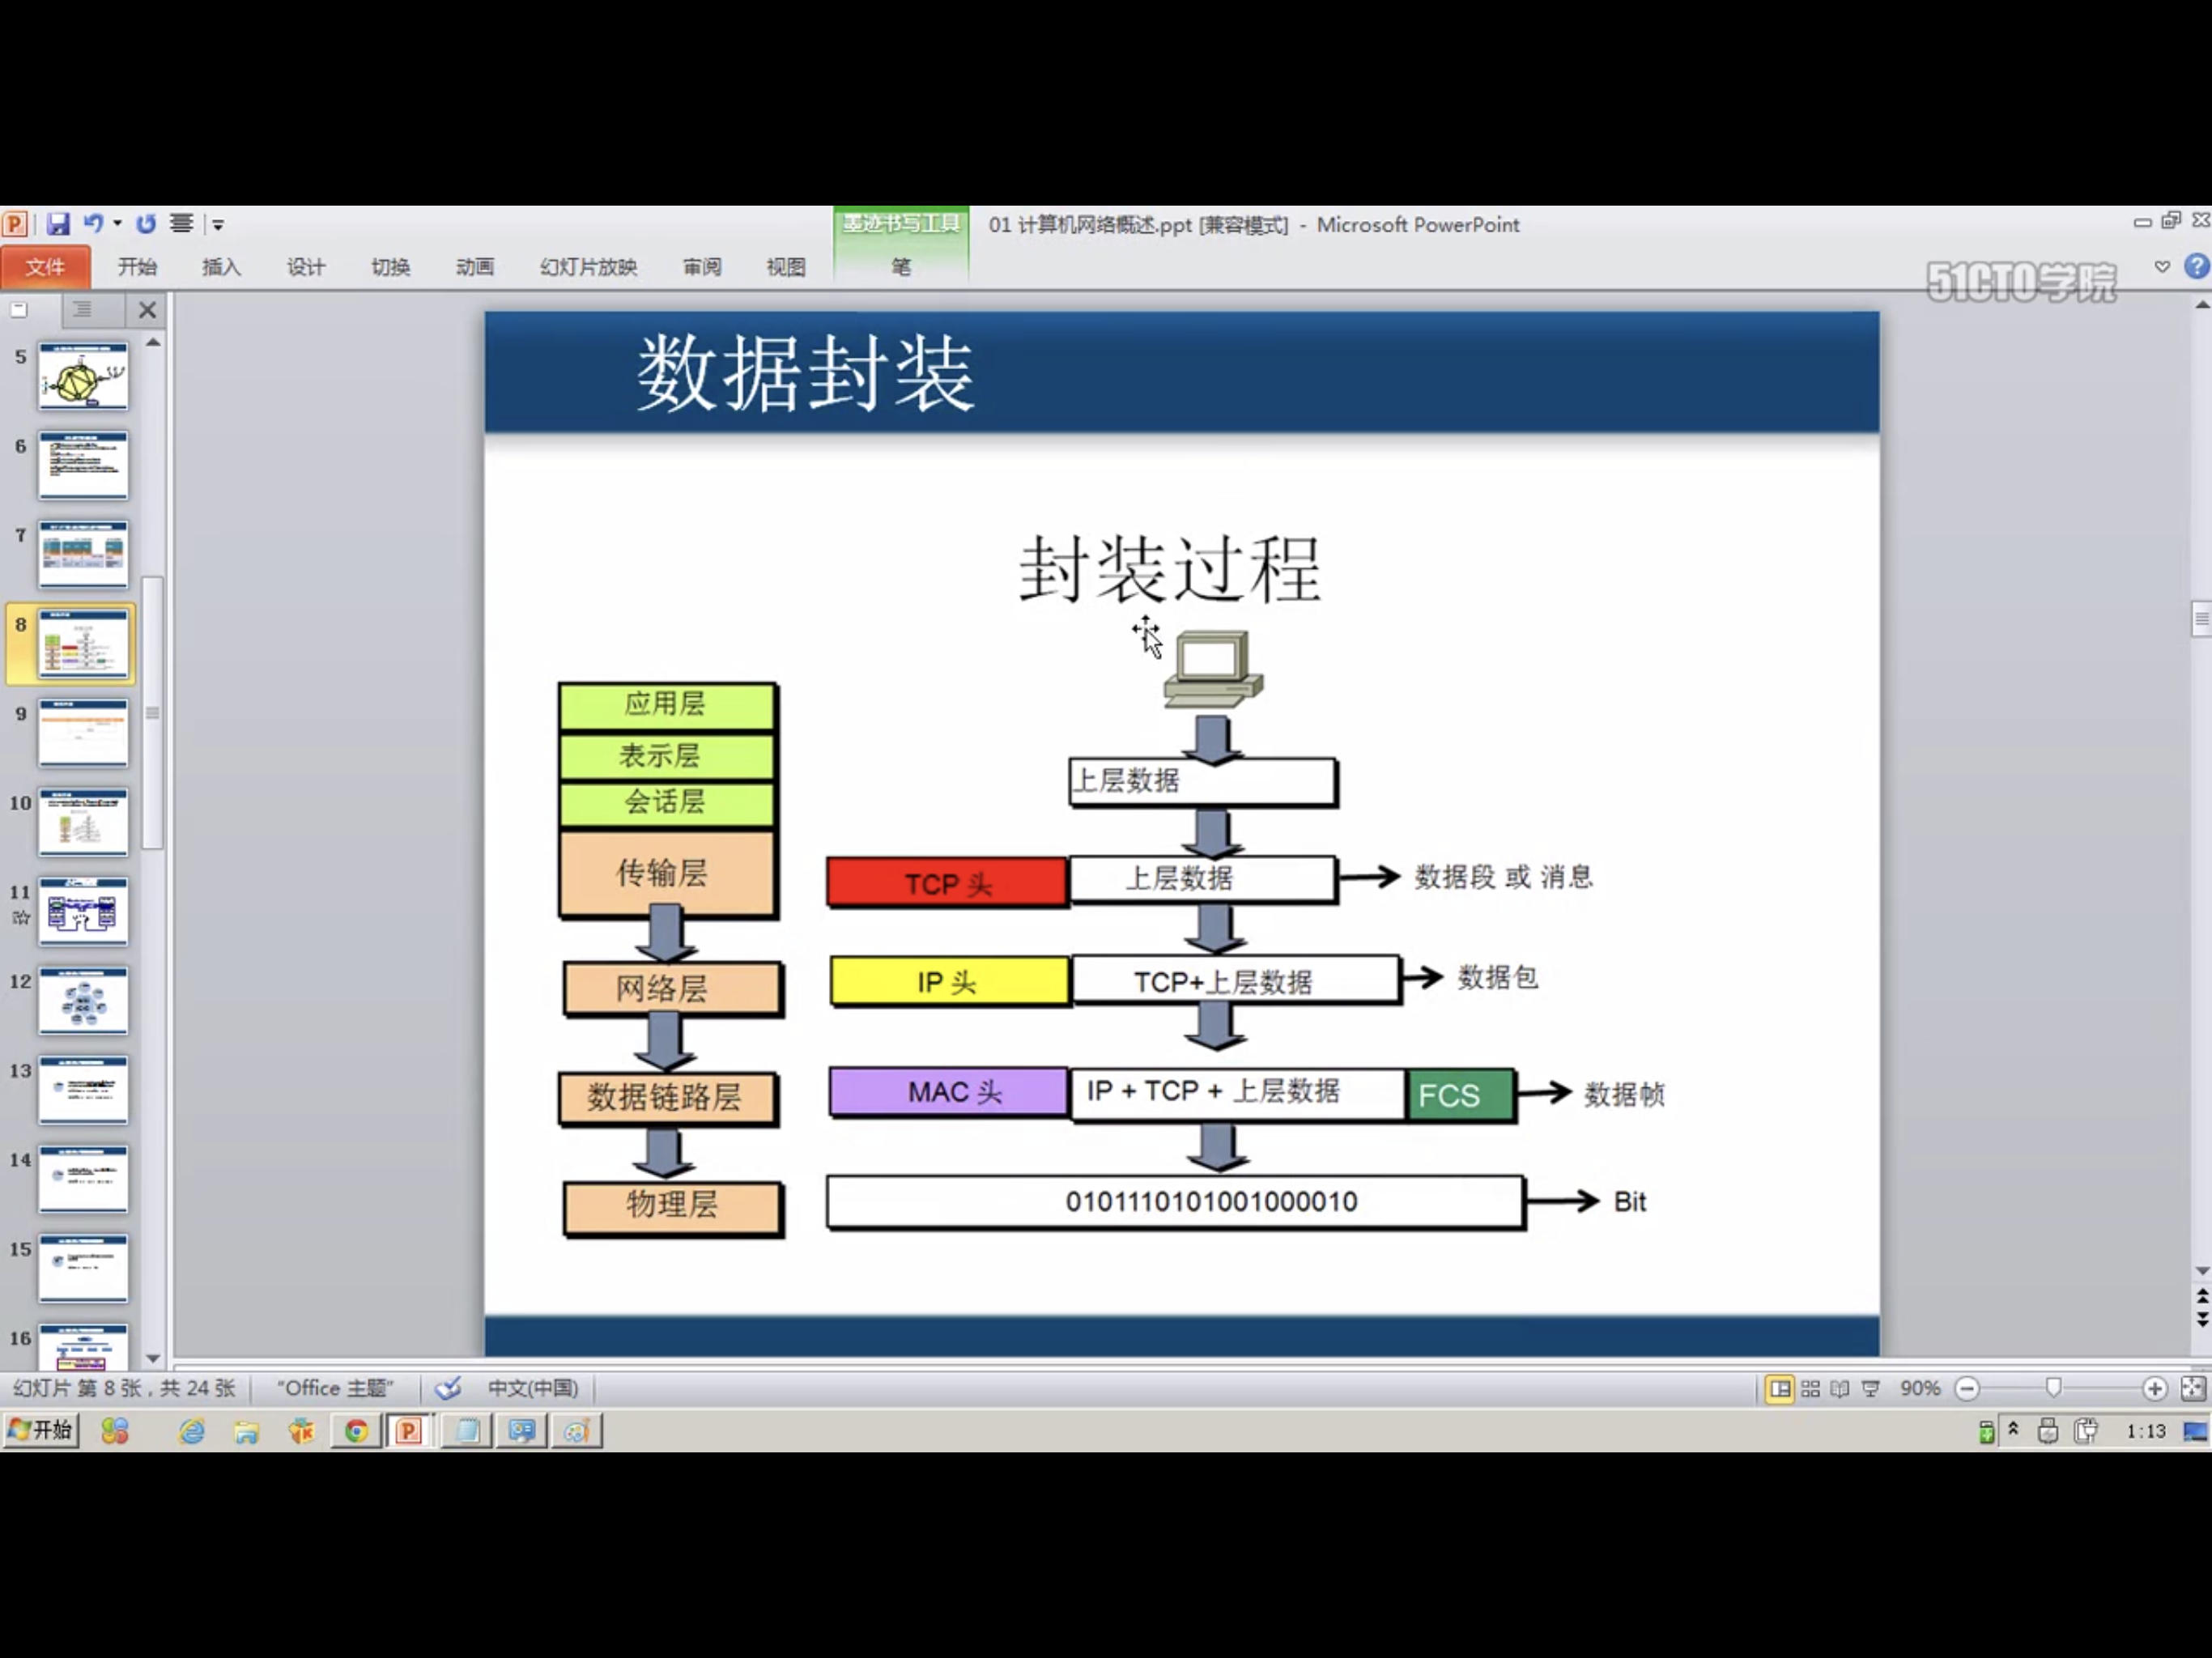 墨迹书写工具
01 计算机网络概述.ppt [兼容模式] - Microsoft PowerPoint
文件 开始 插入 设计 切换 动画 幻灯片放映 审阅 视图 笔
51CTO学院
5
6
7
8
9
10
11
12
13
14
15
16
数据封装
封装过程
应用层
表示层
会话层
传输层
网络层
数据链路层
物理层
上层数据
TCP 头 上层数据 数据段 或 消息
IP 头 TCP+上层数据 数据包
MAC 头 IP + TCP + 上层数据 FCS 数据帧
0101110101001000010 Bit
幻灯片 第 8 张，共 24 张 “Office 主题” 中文(中国) 90%
开始 1:13